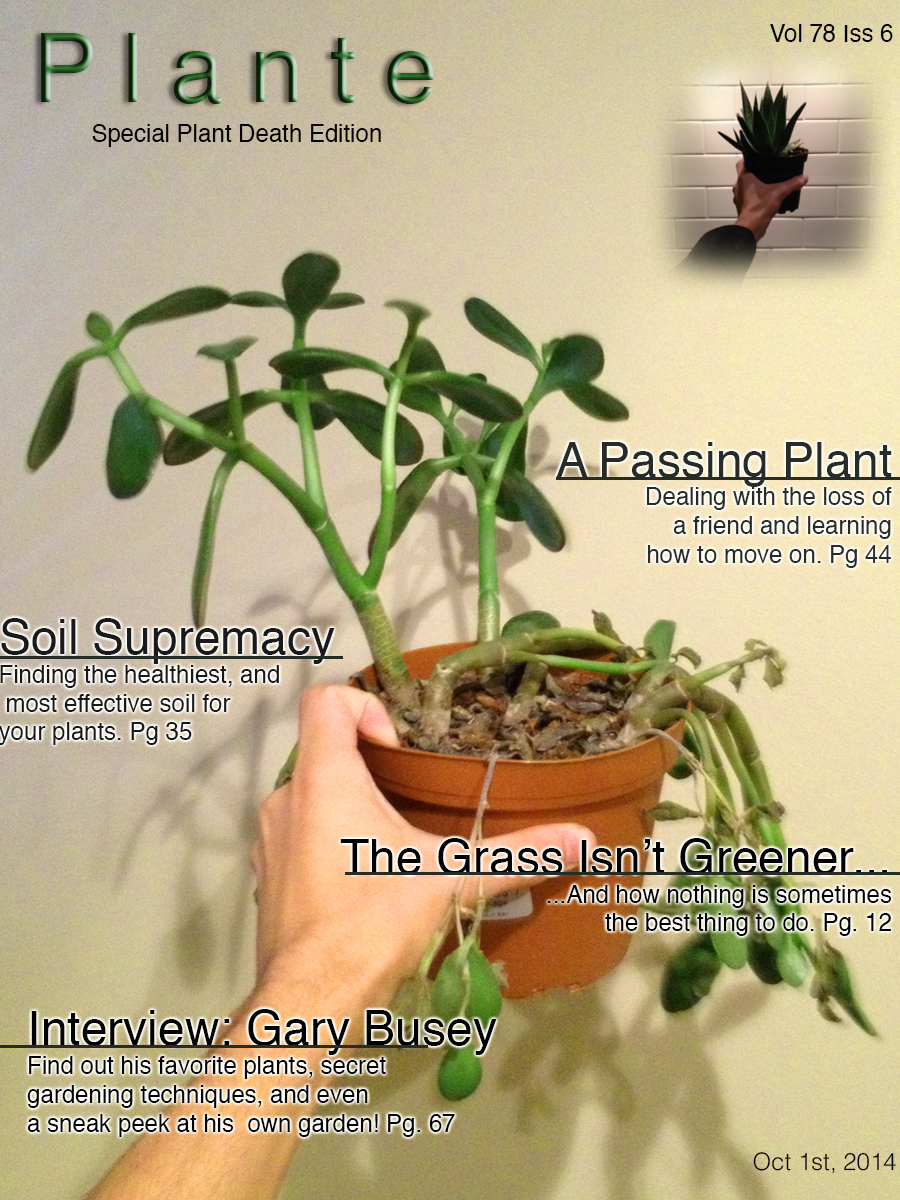 Plante
Vol 78 Iss 6
Special Plant Death Edition
A Passing Plant
Dealing with the loss of
a friend and learning
how to move on. Pg 44
Soil Supremacy
Finding the healthiest, and
most effective soil for
your plants. Pg 35
The Grass Isn't Greener...
...And how nothing is sometimes
the best thing to do. Pg. 12
Interview: Gary Busey
Find out his favorite plants, secret
gardening techniques, and even
a sneak peek at his own garden! Pg. 67
Oct 1st, 2014